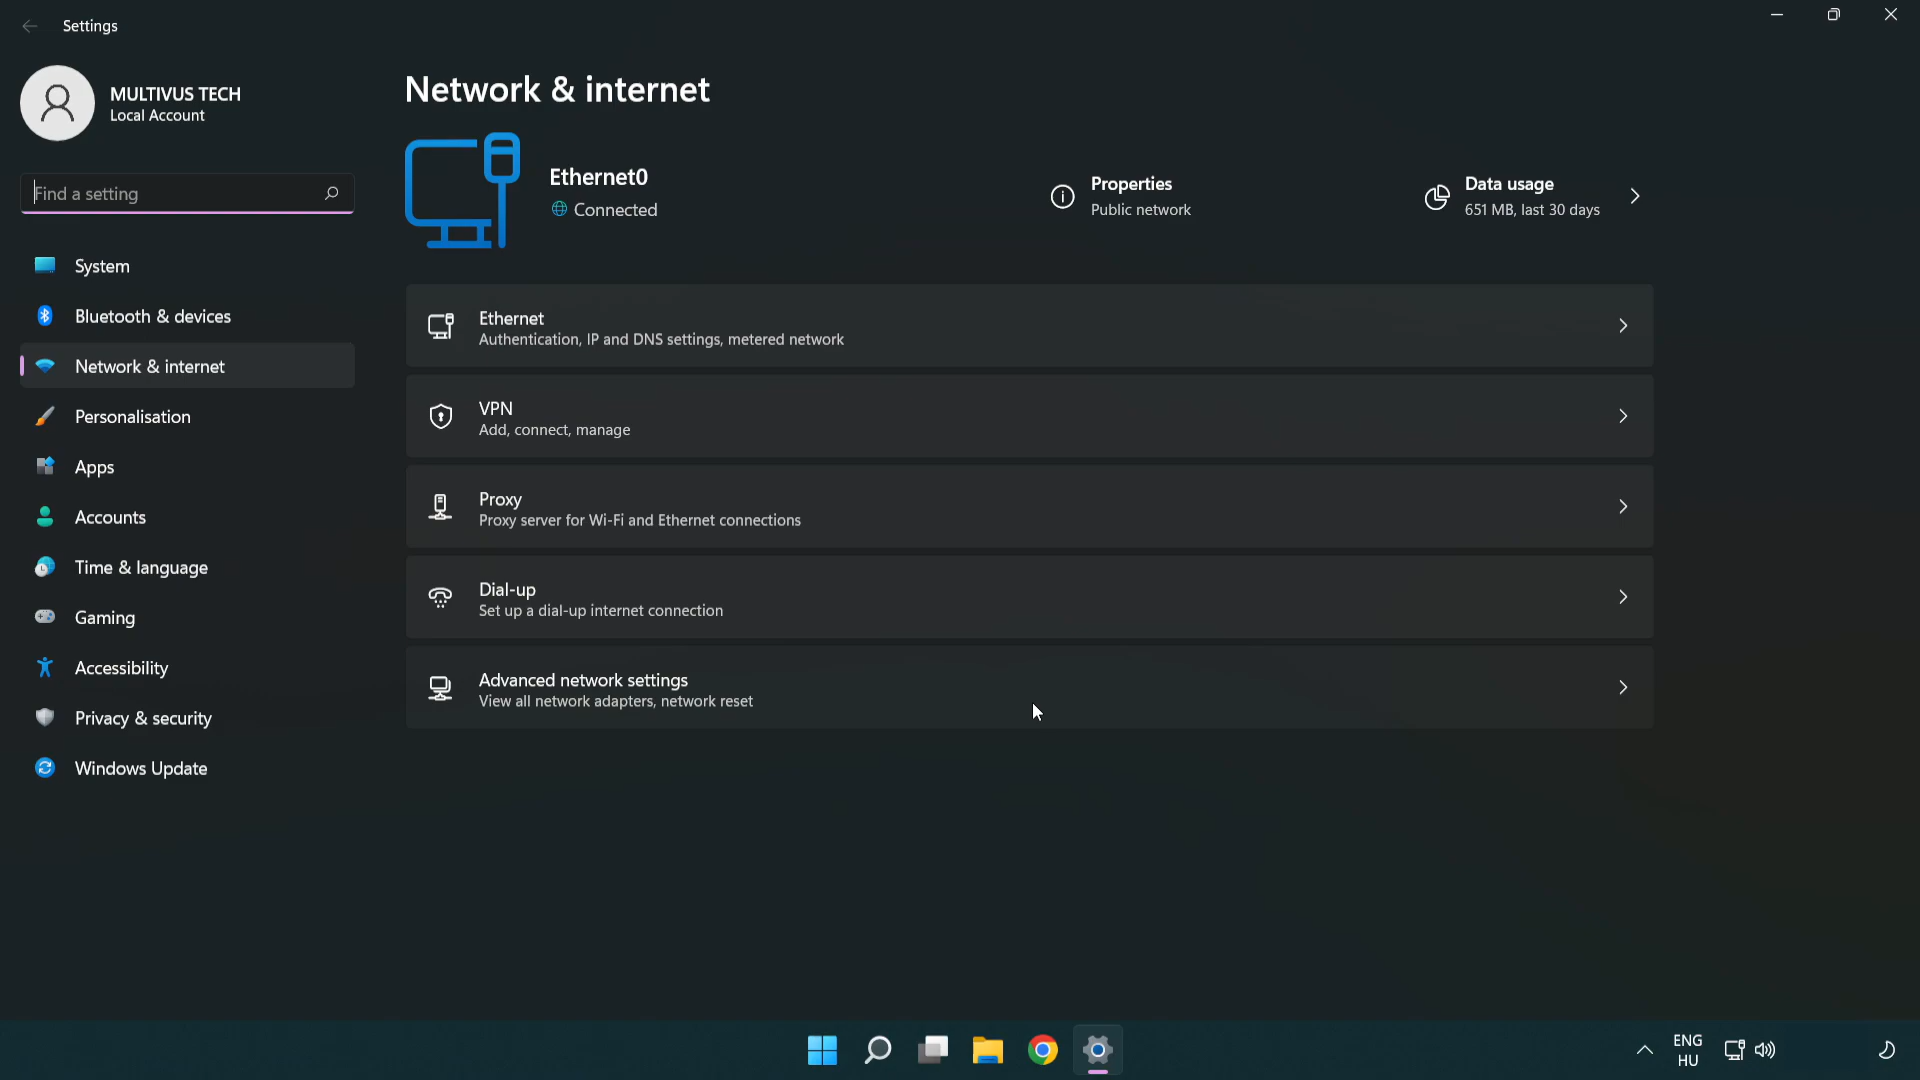 Settings
MULTIVUS TECH
Local Account
Find a setting
System
Bluetooth & devices
Network & internet
Personalisation
Apps
Accounts
Time & language
Gaming
Accessibility
Privacy & security
Windows Update
Network & internet
Ethernet0
Connected
Properties
Public network
Data usage
651 MB, last 30 days
Ethernet
Authentication, IP and DNS settings, metered network
VPN
Add, connect, manage
Proxy
Proxy server for Wi-Fi and Ethernet connections
Dial-up
Set up a dial-up internet connection
Advanced network settings
View all network adapters, network reset
ENG
HU